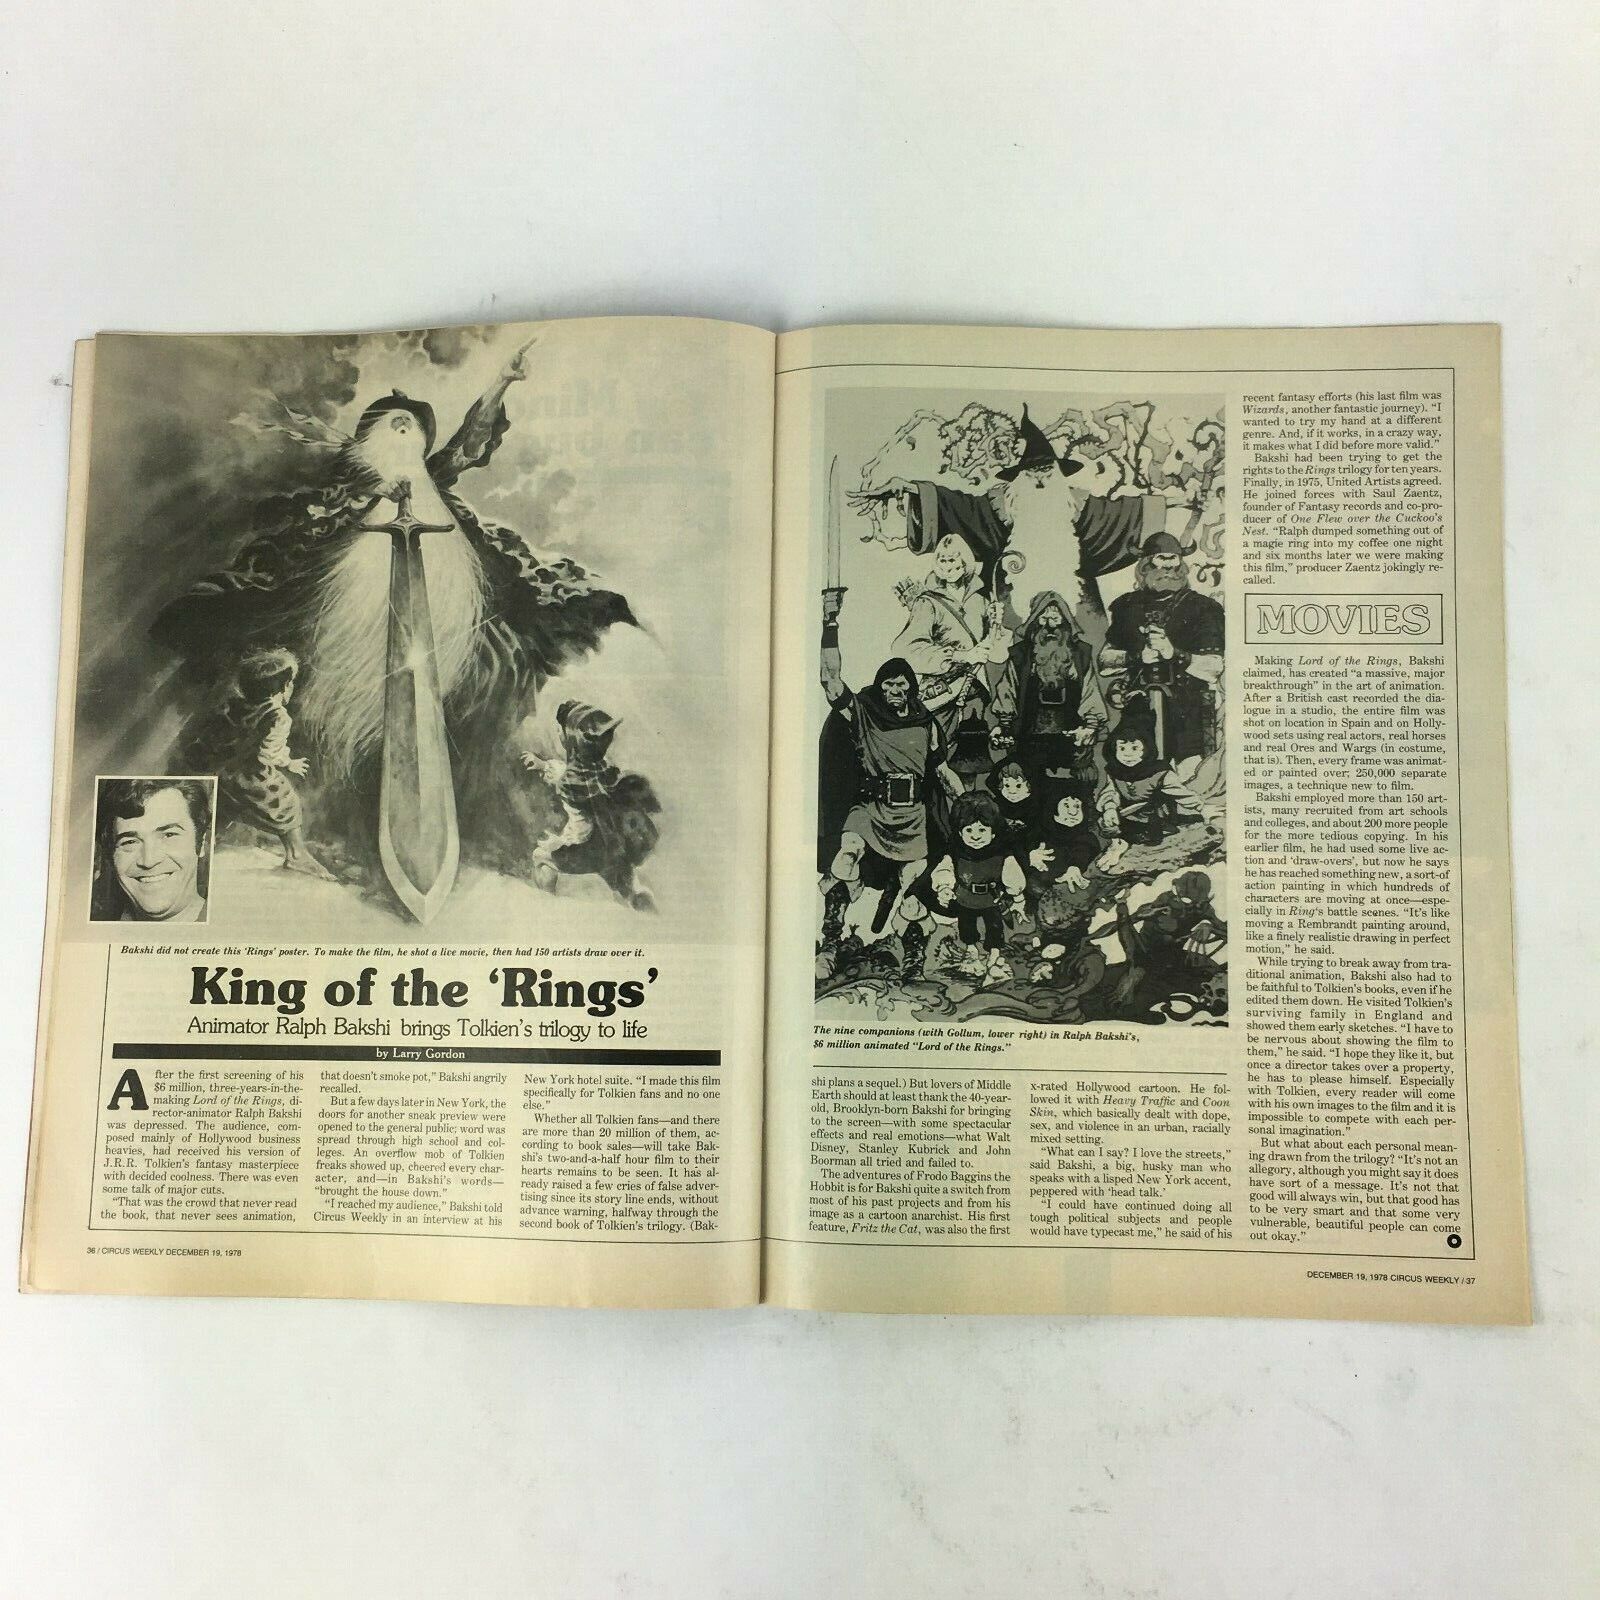 Bakshi did not create this 'Rings' poster. To make the film, he shot a live movie, then had 150 artists draw over it.
King of the 'Rings'
Animator Ralph Bakshi brings Tolkien's trilogy to life
by Larry Gordon
After the first screening of his
$6 million, three-years-in-the-
making Lord of the Rings, di-
rector-animator Ralph Bakshi
was depressed. The audience, com-
posed mainly of Hollywood business
heavies, had received his version of
J.R.R. Tolkien's fantasy masterpiece
with decided coolness. There was even
some talk of major cuts.
"That was the crowd that never read
the book, that never sees animation,
that doesn't smoke pot," Bakshi angrily
recalled.
But a few days later in New York, the
doors for another sneak preview were
opened to the general public; word was
spread through high school and col-
leges. An overflow mob of Tolkien
freaks showed up, cheered every char-
acter, and—in Bakshi's words—
"brought the house down."
"I reached my audience," Bakshi told
Circus Weekly in an interview at his
New York hotel suite. "I made this film
specifically for Tolkien fans and no one
else."
Whether all Tolkien fans—and there
are more than 20 million of them, ac-
cording to book sales—will take Bak-
shi's two-and-a-half hour film to their
hearts remains to be seen. It has al-
ready raised a few cries of false adver-
tising since its story line ends, without
advance warning, halfway through the
second book of Tolkien's trilogy. (Bak-
36 / CIRCUS WEEKLY DECEMBER 19, 1978
The nine companions (with Gollum, lower right) in Ralph Bakshi's,
$6 million animated "Lord of the Rings."
shi plans a sequel.) But lovers of Middle
Earth should at least thank the 40-year-
old, Brooklyn-born Bakshi for bringing
to the screen—with some spectacular
effects and real emotions—what Walt
Disney, Stanley Kubrick and John
Boorman all tried and failed to.
The adventures of Frodo Baggins the
Hobbit is for Bakshi quite a switch from
most of his past projects and from his
image as a cartoon anarchist. His first
feature, Fritz the Cat, was also the first
x-rated Hollywood cartoon. He fol-
lowed it with Heavy Traffic and Coon
Skin, which basically dealt with dope,
sex, and violence in an urban, racially
mixed setting.
"What can I say? I love the streets,"
said Bakshi, a big, husky man who
speaks with a lisped New York accent,
peppered with 'head talk.'
"I could have continued doing all
tough political subjects and people
would have typecast me," he said of his
recent fantasy efforts (his last film was
Wizards, another fantastic journey). "I
wanted to try my hand at a different
genre. And, if it works, in a crazy way,
it makes what I did before more valid."
Bakshi had been trying to get the
rights to the Rings trilogy for ten years.
Finally, in 1975, United Artists agreed.
He joined forces with Saul Zaentz,
founder of Fantasy records and co-pro-
ducer of One Flew over the Cuckoo's
Nest. "Ralph dumped something out of
a magic ring into my coffee one night
and six months later we were making
this film," producer Zaentz jokingly re-
called.
MOVIES
Making Lord of the Rings, Bakshi
claimed, has created "a massive, major
breakthrough" in the art of animation.
After a British cast recorded the dia-
logue in a studio, the entire film was
shot on location in Spain and on Holly-
wood sets using real actors, real horses
and real Ores and Wargs (in costume,
that is). Then, every frame was animat-
ed or painted over; 250,000 separate
images, a technique new to film.
Bakshi employed more than 150 art-
ists, many recruited from art schools
and colleges, and about 200 more people
for the more tedious copying. In his
earlier film, he had used some live ac-
tion and 'draw-overs', but now he says
he has reached something new, a sort-of
action painting in which hundreds of
characters are moving at once—espe-
cially in Ring's battle scenes. "It's like
moving a Rembrandt painting around,
like a finely realistic drawing in perfect
motion," he said.
While trying to break away from tra-
ditional animation, Bakshi also had to
be faithful to Tolkien's books, even if he
edited them down. He visited Tolkien's
surviving family in England and
showed them early sketches. "I have to
be nervous about showing the film to
them," he said. "I hope they like it, but
once a director takes over a property,
he has to please himself. Especially
with Tolkien, every reader will come
with his own images to the film and it is
impossible to compete with each per-
sonal imagination."
But what about each personal mean-
ing drawn from the trilogy? "It's not an
allegory, although you might say it does
have sort of a message. It's not that
good will always win, but that good has
to be very smart and that some very
vulnerable, beautiful people can come
out okay."
DECEMBER 19, 1978 CIRCUS WEEKLY / 37